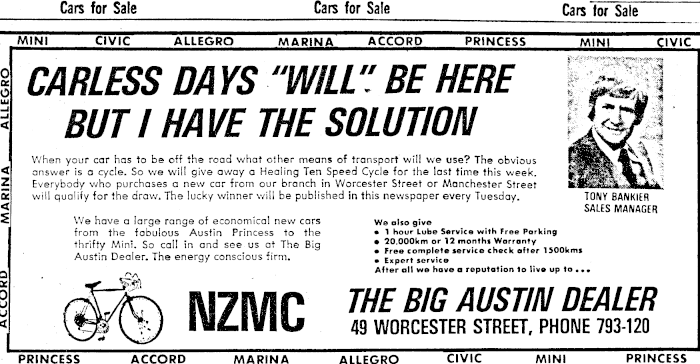 Cars for Sale Cars for Sale Cars for Sale
MINI CIVIC ALLEGRO MARINA ACCORD PRINCESS MINI CIVIC
ALLEGRO
MARINA
ACCORD
CARLESS DAYS "WILL" BE HERE
BUT I HAVE THE SOLUTION
When your car has to be off the road what other means of transport will we use? The obvious
answer is a cycle. So we will give away a Healing Ten Speed Cycle for the last time this week.
Everybody who purchases a new car from our branch in Worcester Street or Manchester Street
will qualify for the draw. The lucky winner will be published in this newspaper every Tuesday.
TONY BANKIER
SALES MANAGER
We have a large range of economical new cars
from the fabulous Austin Princess to the
thrifty Mini. So call in and see us at The Big
Austin Dealer. The energy conscious firm.
We also give
• 1 hour Lube Service with Free Parking
• 20,000km or 12 months Warranty
• Free complete service check after 1500kms
• Expert service
After all we have a reputation to live up to ...
NZMC
THE BIG AUSTIN DEALER
49 WORCESTER STREET, PHONE 793-120
PRINCESS ACCORD MARINA ALLEGRO CIVIC MINI PRINCESS